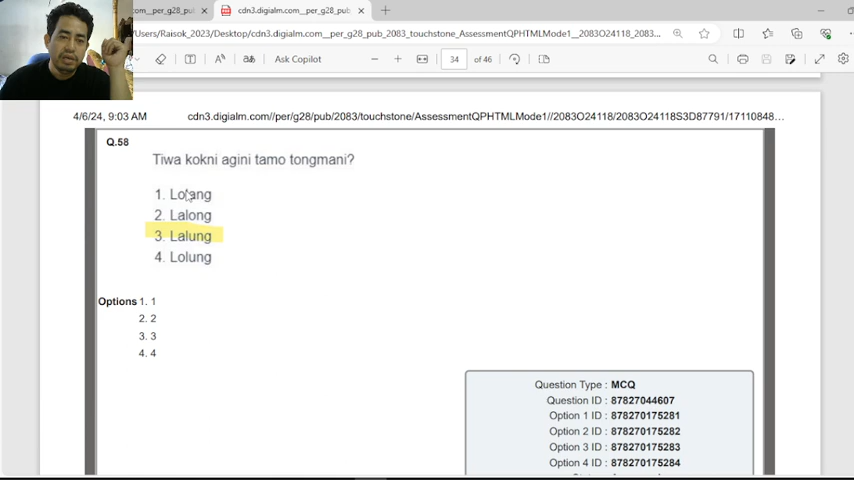 com__per_g28_pub_ cdn3.digialm.com__per_g28_pub...
/Users/Raisok_2023/Desktop/cdn3.digialm.com__per_g28_pub_2083_touchstone_AssessmentQPHTMLMode1__2083O24118_2083...
Ask Copilot 34 of 46
4/6/24, 9:03 AM cdn3.digialm.com//per/g28/pub/2083/touchstone/AssessmentQPHTMLMode1//2083O24118/2083O24118S3D87791/17110848...
Q.58
Tiwa kokni agini tamo tongmani?
1. Lolang
2. Lalong
3. Lalung
4. Lolung
Options 1. 1
2. 2
3. 3
4. 4
Question Type : MCQ
Question ID : 87827044607
Option 1 ID : 878270175281
Option 2 ID : 878270175282
Option 3 ID : 878270175283
Option 4 ID : 878270175284